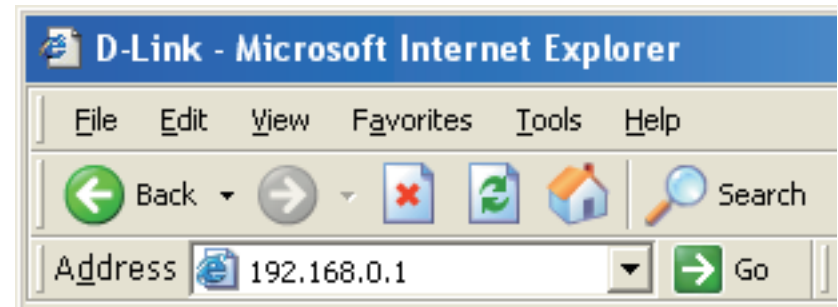 D-Link - Microsoft Internet Explorer
File Edit View Favorites Tools Help
Back Search
Address 192.168.0.1 Go